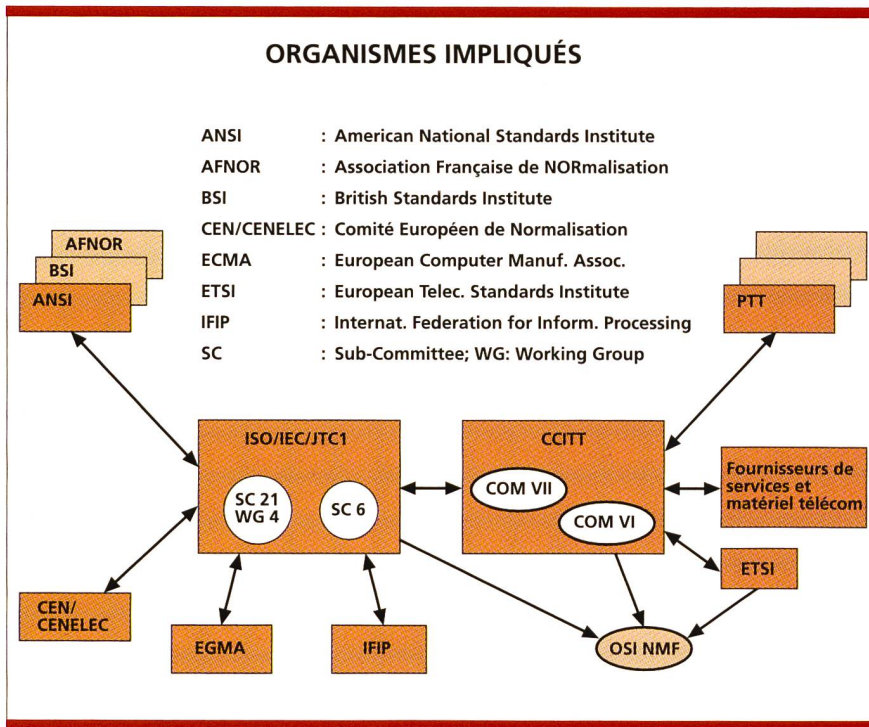 ORGANISMES IMPLIQUÉS
ANSI : American National Standards Institute
AFNOR : Association Française de NORmalisation
BSI : British Standards Institute
CEN/CENELEC : Comité Européen de Normalisation
ECMA : European Computer Manuf. Assoc.
ETSI : European Telec. Standards Institute
IFIP : Internat. Federation for Inform. Processing
SC : Sub-Committee; WG: Working Group
AFNOR
BSI
ANSI
PTT
ISO/IEC/JTC1
SC 21
WG 4
SC 6
CCITT
COM VII
COM VI
Fournisseurs de
services et
matériel télécom
ETSI
CEN/
CENELEC
EGMA
IFIP
OSI NMF